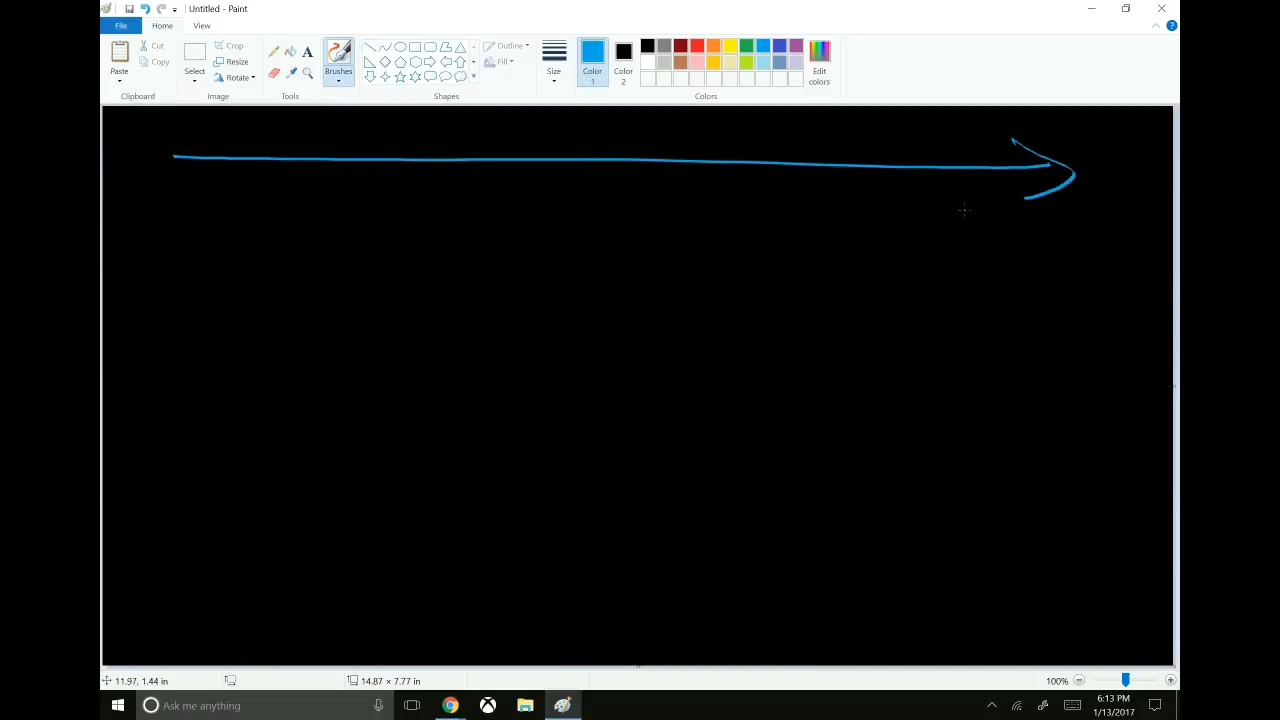 Untitled - Paint
File Home View
Paste
Cut
Copy
Clipboard
Select
Crop
Resize
Rotate
Image
A
Tools
Brushes
Outline
Fill
Shapes
Size
Color 1
Color 2
Edit colors
Colors
11.97, 1.44 in
14.87 × 7.77 in
100%
Ask me anything
6:13 PM
1/13/2017